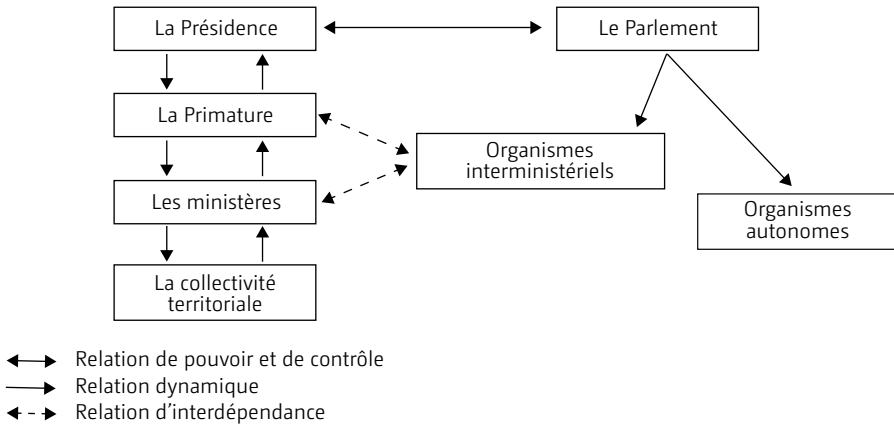 La Présidence
Le Parlement
La Primature
Organismes
interministériels
Les ministères
Organismes
autonomes
La collectivité
territoriale
Relation de pouvoir et de contrôle
Relation dynamique
Relation d’interdépendance